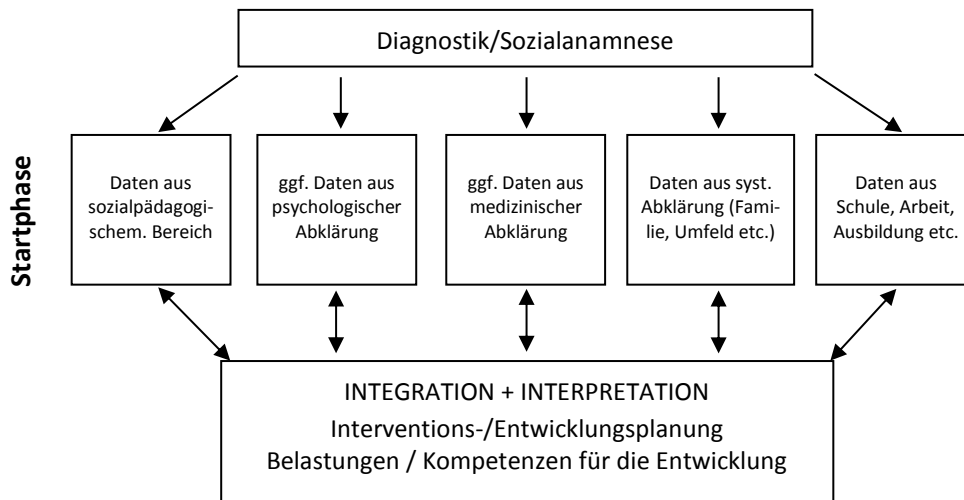 Diagnostik/Sozialanamnese
Startphase
Daten aus
sozialpädagogi-
schem. Bereich
ggf. Daten aus
psychologischer
Abklärung
ggf. Daten aus
medizinischer
Abklärung
Daten aus syst.
Abklärung (Fami-
lie, Umfeld etc.)
Daten aus
Schule, Arbeit,
Ausbildung etc.
INTEGRATION + INTERPRETATION
Interventions-/Entwicklungsplanung
Belastungen / Kompetenzen für die Entwicklung